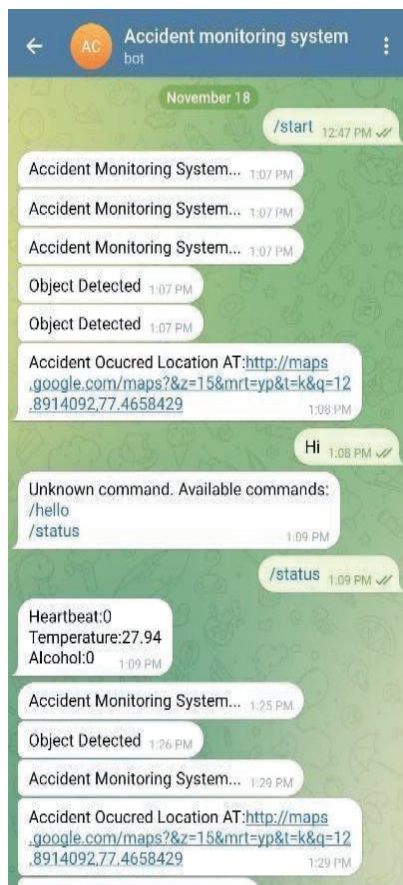 AC
Accident monitoring system
bot
November 18
/start 12:47 PM
Accident Monitoring System... 1:07 PM
Accident Monitoring System... 1:07 PM
Accident Monitoring System... 1:07 PM
Object Detected 1:07 PM
Object Detected 1:07 PM
Accident Ocucred Location AT:http://maps
.google.com/maps?&z=15&mrt=yp&t=k&q=12
.8914092,77.4658429
1:08 PM
Hi 1:08 PM
Unknown command. Available commands:
/hello
/status
1:09 PM
/status 1:09 PM
Heartbeat:0
Temperature:27.94
Alcohol:0 1:09 PM
Accident Monitoring System... 1:25 PM
Object Detected 1:26 PM
Accident Monitoring System... 1:29 PM
Accident Ocucred Location AT:http://maps
.google.com/maps?&z=15&mrt=yp&t=k&q=12
.8914092,77.4658429
1:29 PM